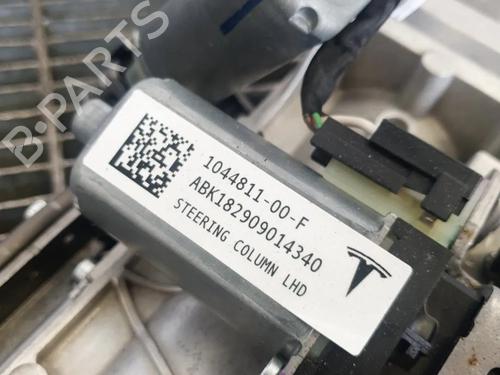 B-PARTS
1044811-00-F
ABK182909014340
STEERING COLUMN LHD